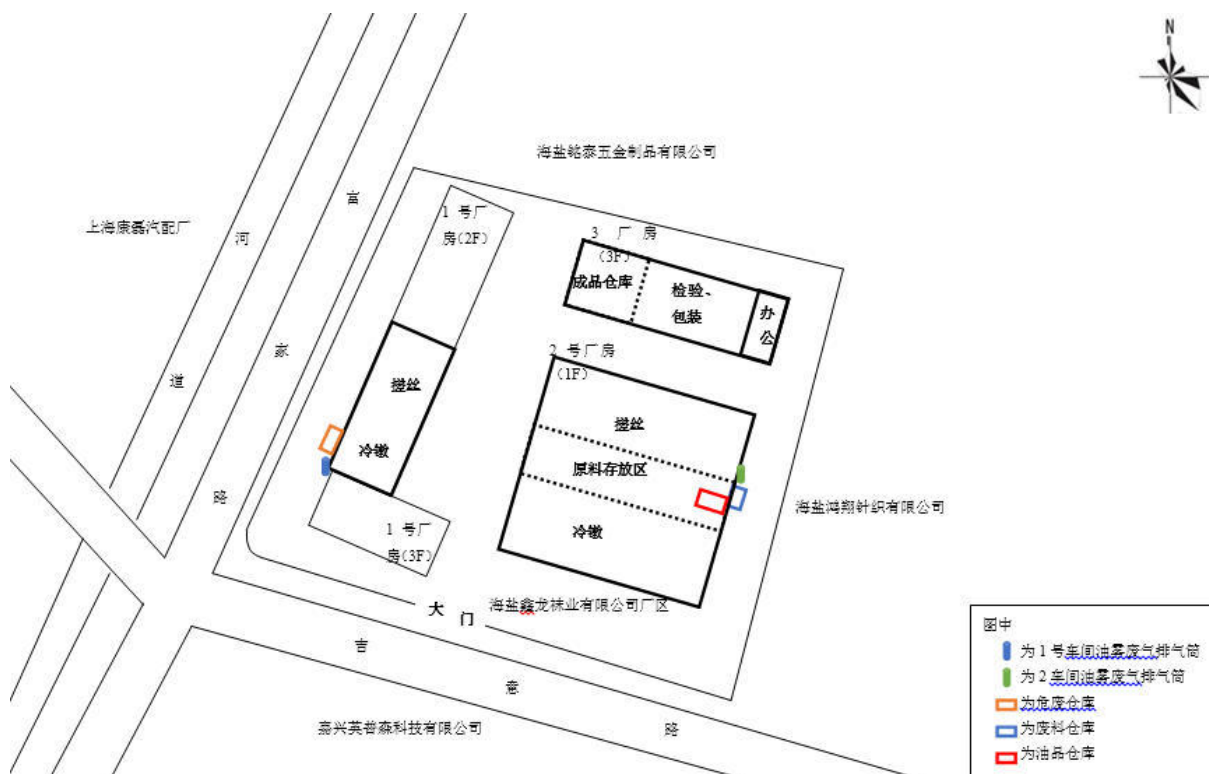 N
海盐铭泰五金制品有限公司
上海康磊汽配厂
河
道
富
家
路
1 号厂
房(2F)
3 厂房
(3F)
成品仓库
检验、
包装
办
公
2 号厂房
(1F)
搓丝
冷镦
搓丝
原料存放区
冷镦
海盐鸿翔针织有限公司
1 号厂
房(3F)
大门
海盐鑫龙袜业有限公司厂区
吉
意
路
嘉兴英普森科技有限公司
图中
为1号车间油雾废气排气筒
为2车间油雾废气排气筒
为危废仓库
为废料仓库
为油品仓库